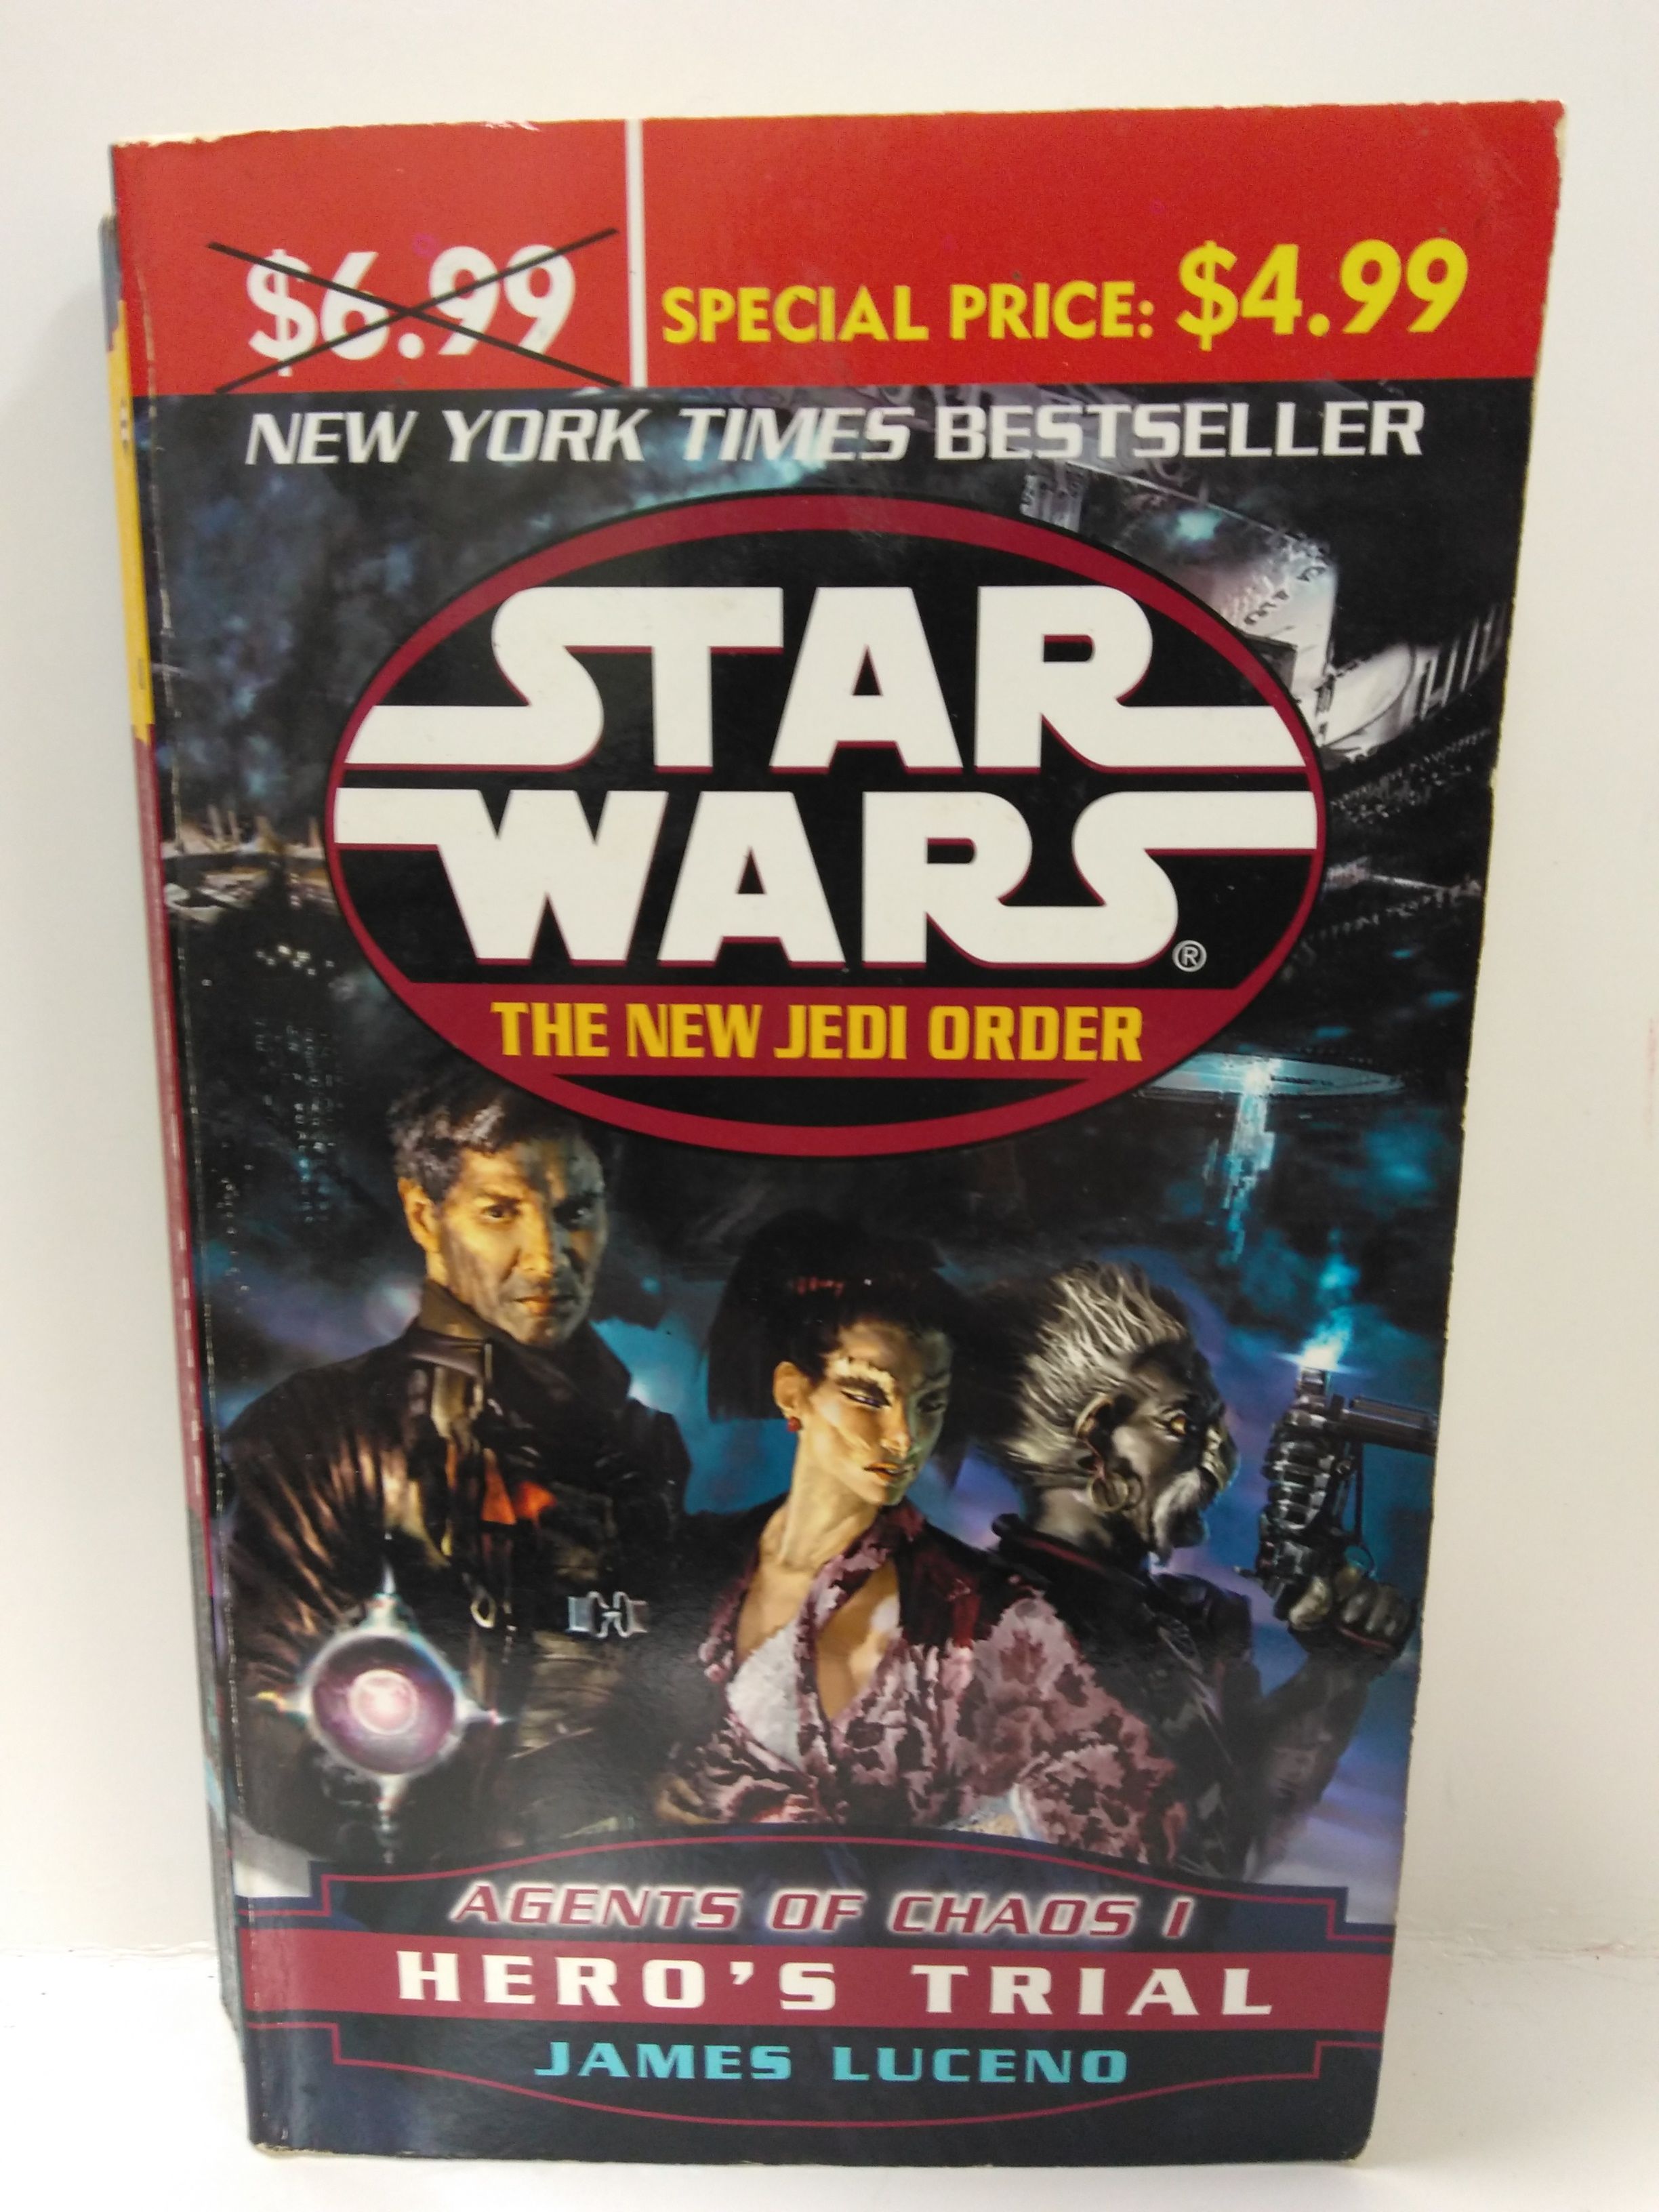 $6.99
SPECIAL PRICE: $4.99
NEW YORK TIMES BESTSELLER
STAR
WARS®
THE NEW JEDI ORDER
AGENTS OF CHAOS I
HERO'S TRIAL
JAMES LUCENO